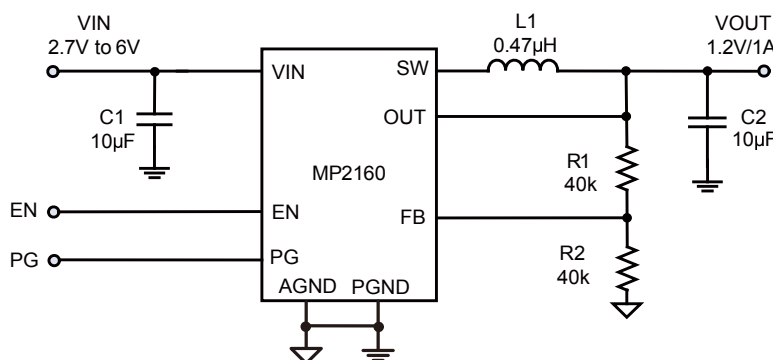 VIN
2.7V to 6V
L1
0.47µH
VOUT
1.2V/1A
VIN
SW
C1
10µF
OUT
C2
10µF
MP2160
R1
40k
EN
EN
FB
PG
PG
R2
40k
AGND
PGND